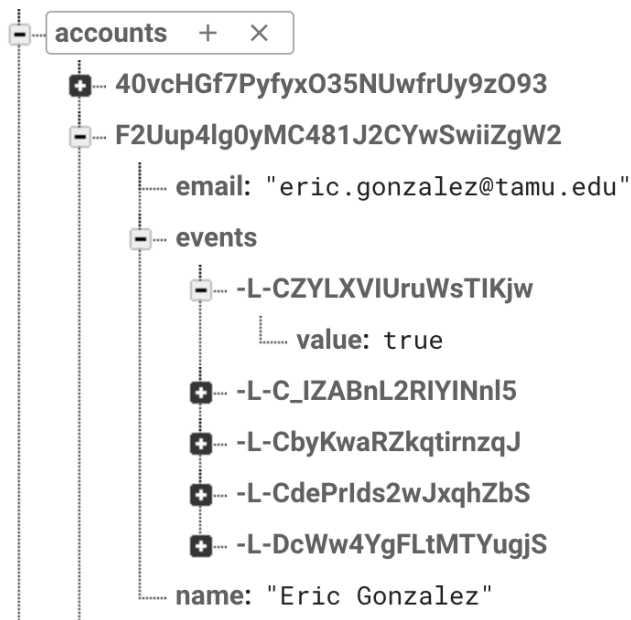 accounts + ×
40vcHGf7PyfyxO35NUwfrUy9zO93
F2Uup4lg0yMC481J2CYwSwiiZgW2
email: "eric.gonzalez@tamu.edu"
events
-L-CZYLXVIUruWsTIKjw
value: true
-L-C_IZABnL2RIYINnl5
-L-CbyKwaRZkqtirnzqJ
-L-CdePrIds2wJxqhZbS
-L-DcWw4YgFLtMTYugjS
name: "Eric Gonzalez"